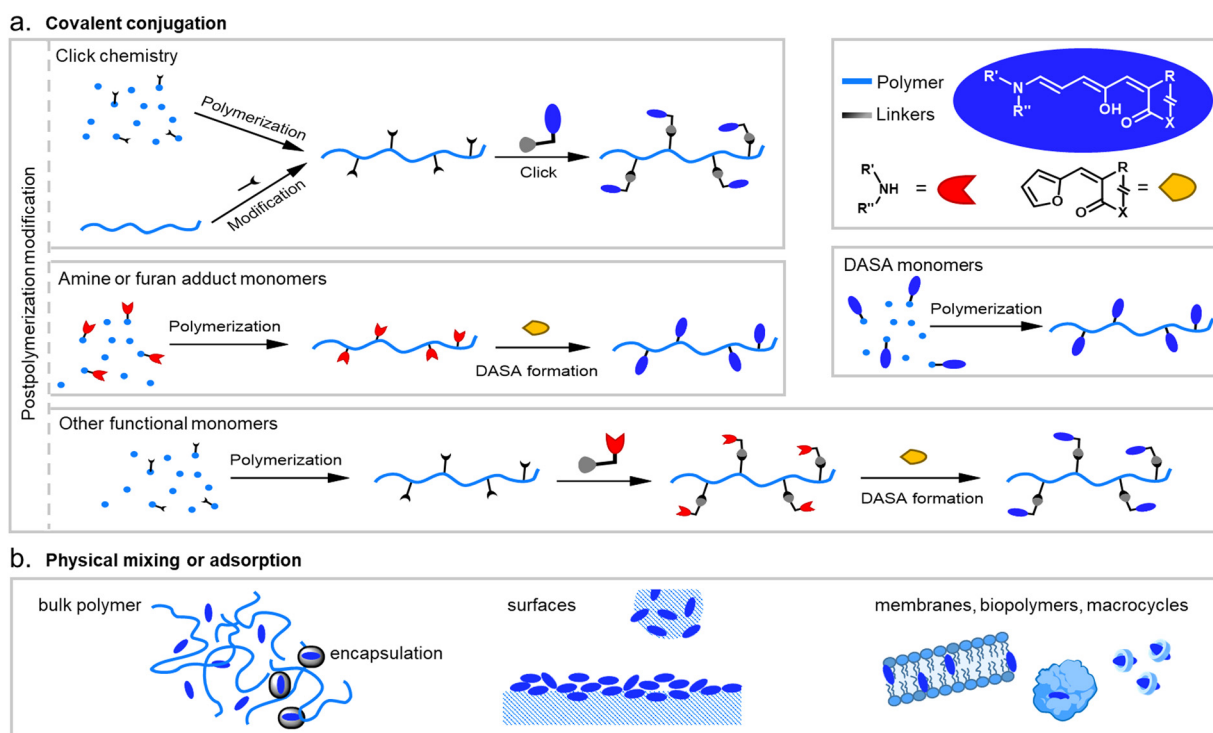 a. Covalent conjugation
Postpolymerization modification
Click chemistry
Polymerization
Modification
Click
Polymer
Linkers
R'
N
R''
OH
O
R
X
R'
NH
R''
=
O
O
R
X
=
Amine or furan adduct monomers
Polymerization
DASA formation
DASA monomers
Polymerization
Other functional monomers
Polymerization
DASA formation
b. Physical mixing or adsorption
bulk polymer
encapsulation
surfaces
membranes, biopolymers, macrocycles